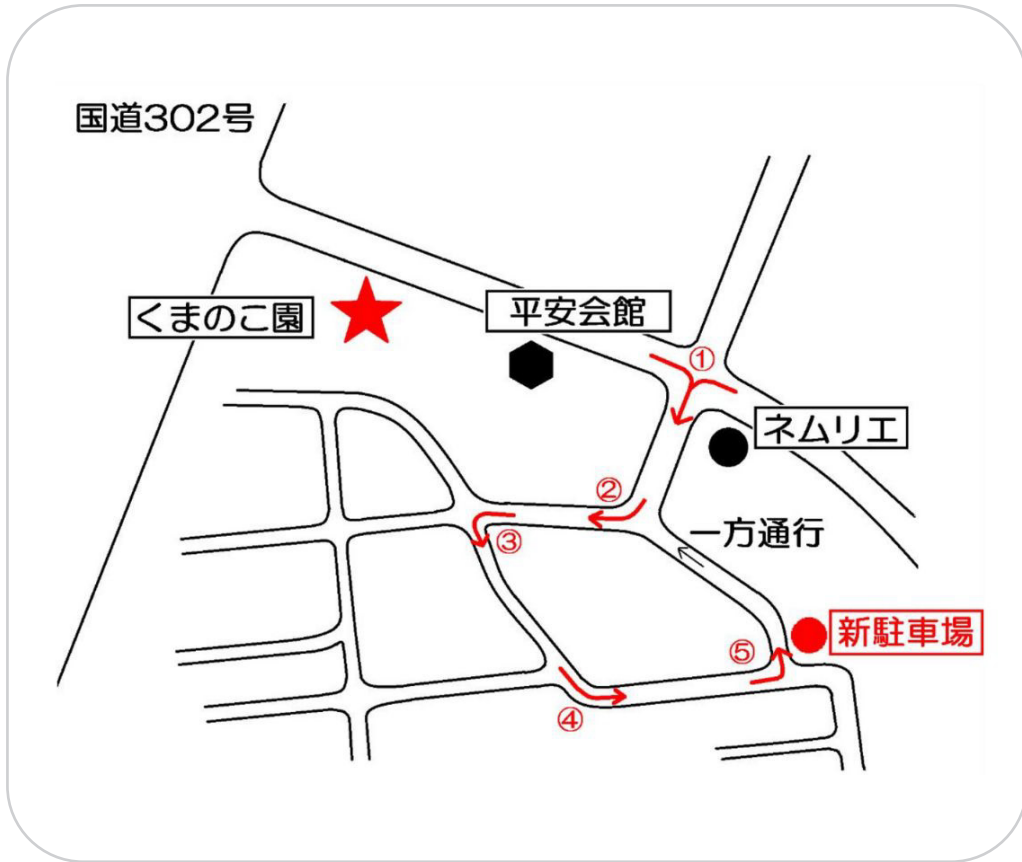 国道302号
くまのこ園
平安会館
①
ネムリエ
②
一方通行
③
新駐車場
⑤
④